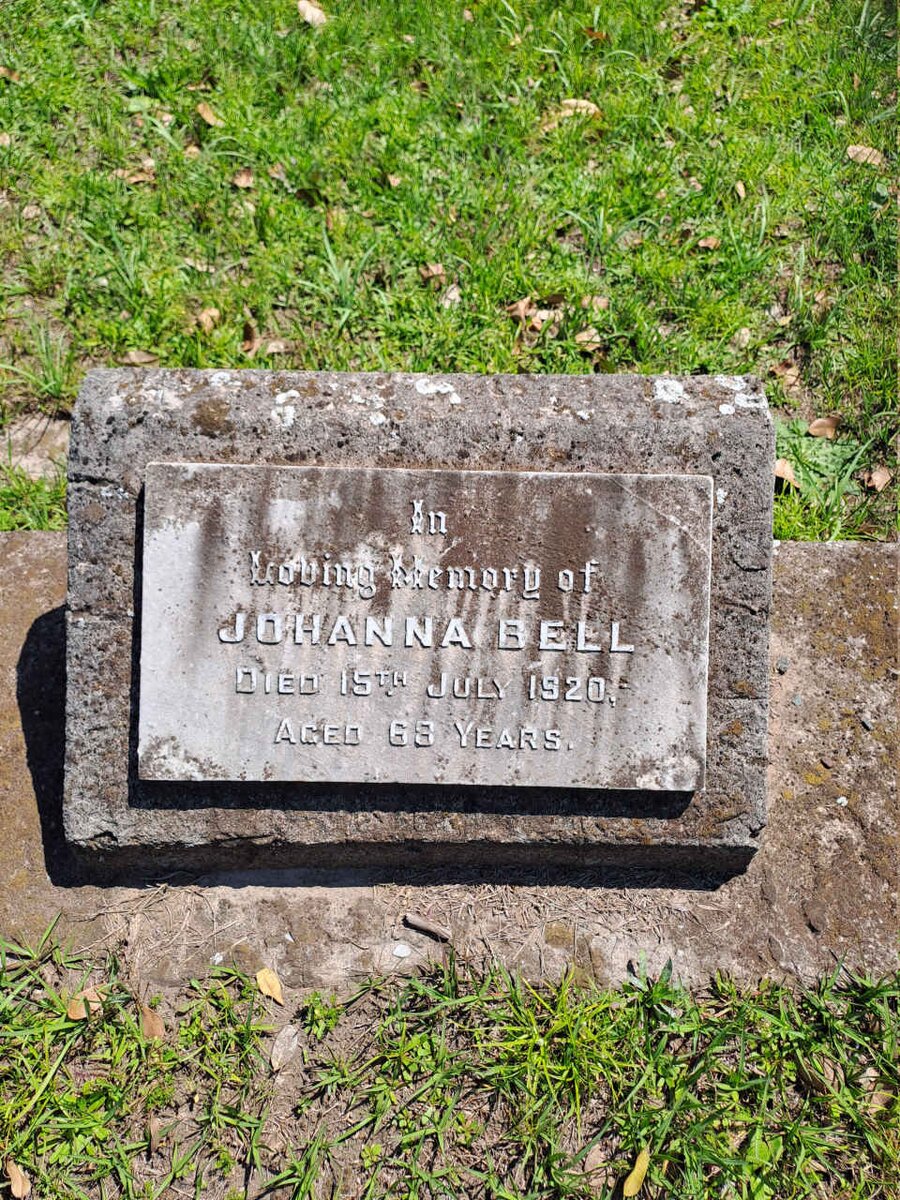 In
Loving Memory of
JOHANNA BELL
DIED 15TH JULY 1920,-
AGED 68 YEARS.